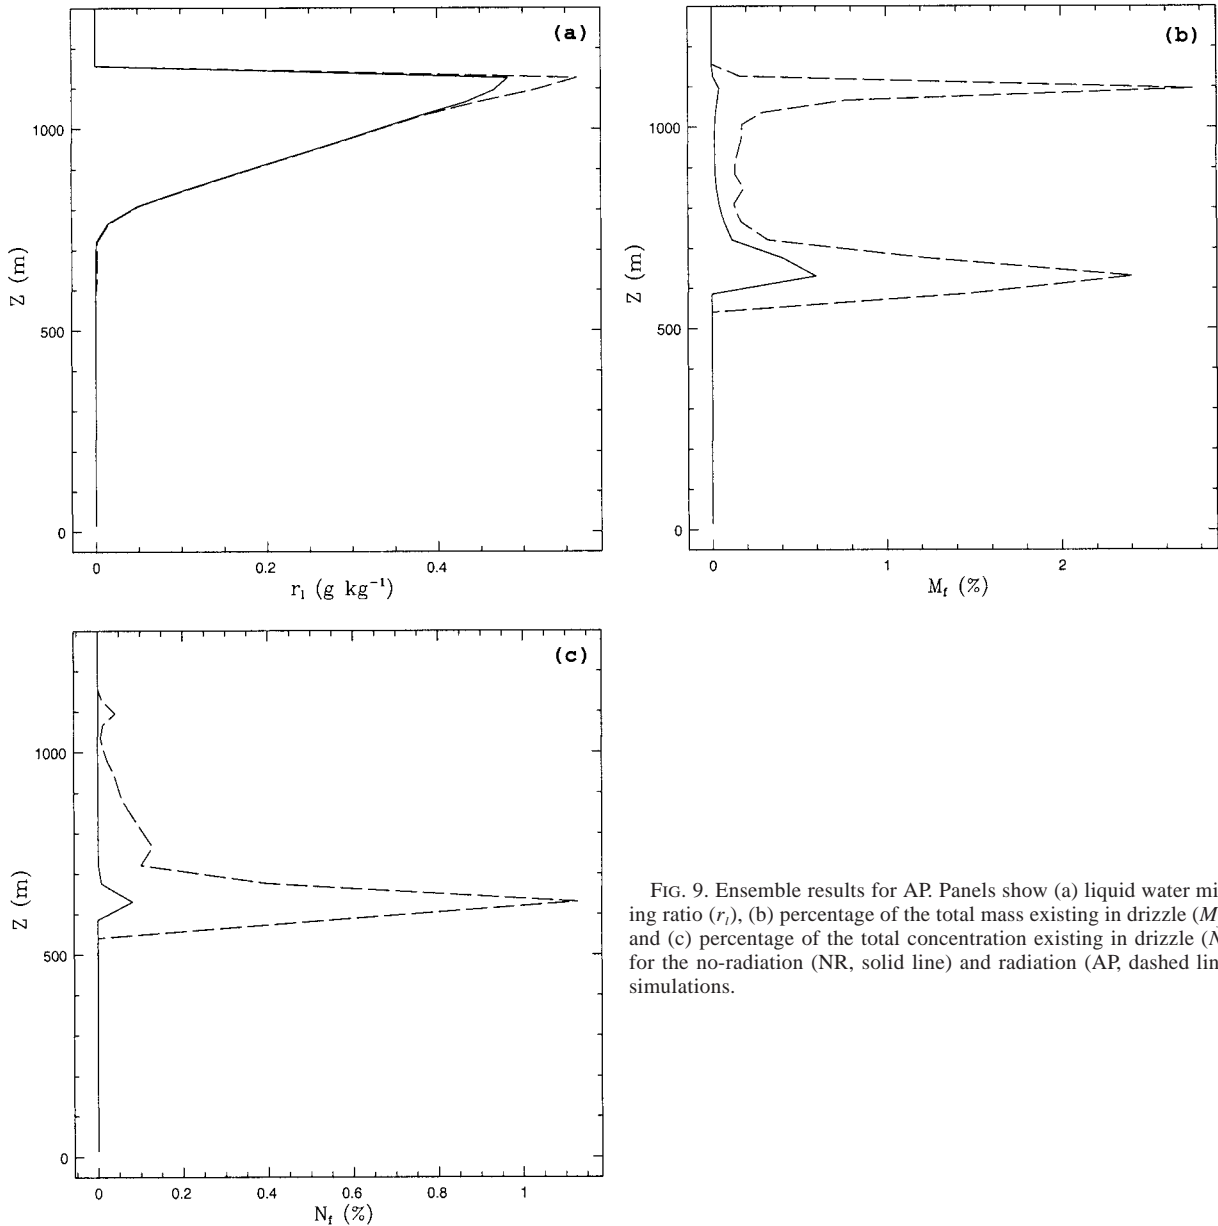 (a)
1000
500
0
Z (m)
0
0.2
0.4
r_l (g kg⁻¹)
(b)
1000
500
0
Z (m)
0
1
2
M_f (%)
(c)
1000
500
0
Z (m)
0
0.2
0.4
0.6
0.8
1
N_f (%)
FIG. 9. Ensemble results for AP. Panels show (a) liquid water mi
ing ratio (r_l), (b) percentage of the total mass existing in drizzle (M
and (c) percentage of the total concentration existing in drizzle (N
for the no-radiation (NR, solid line) and radiation (AP, dashed lin
simulations.